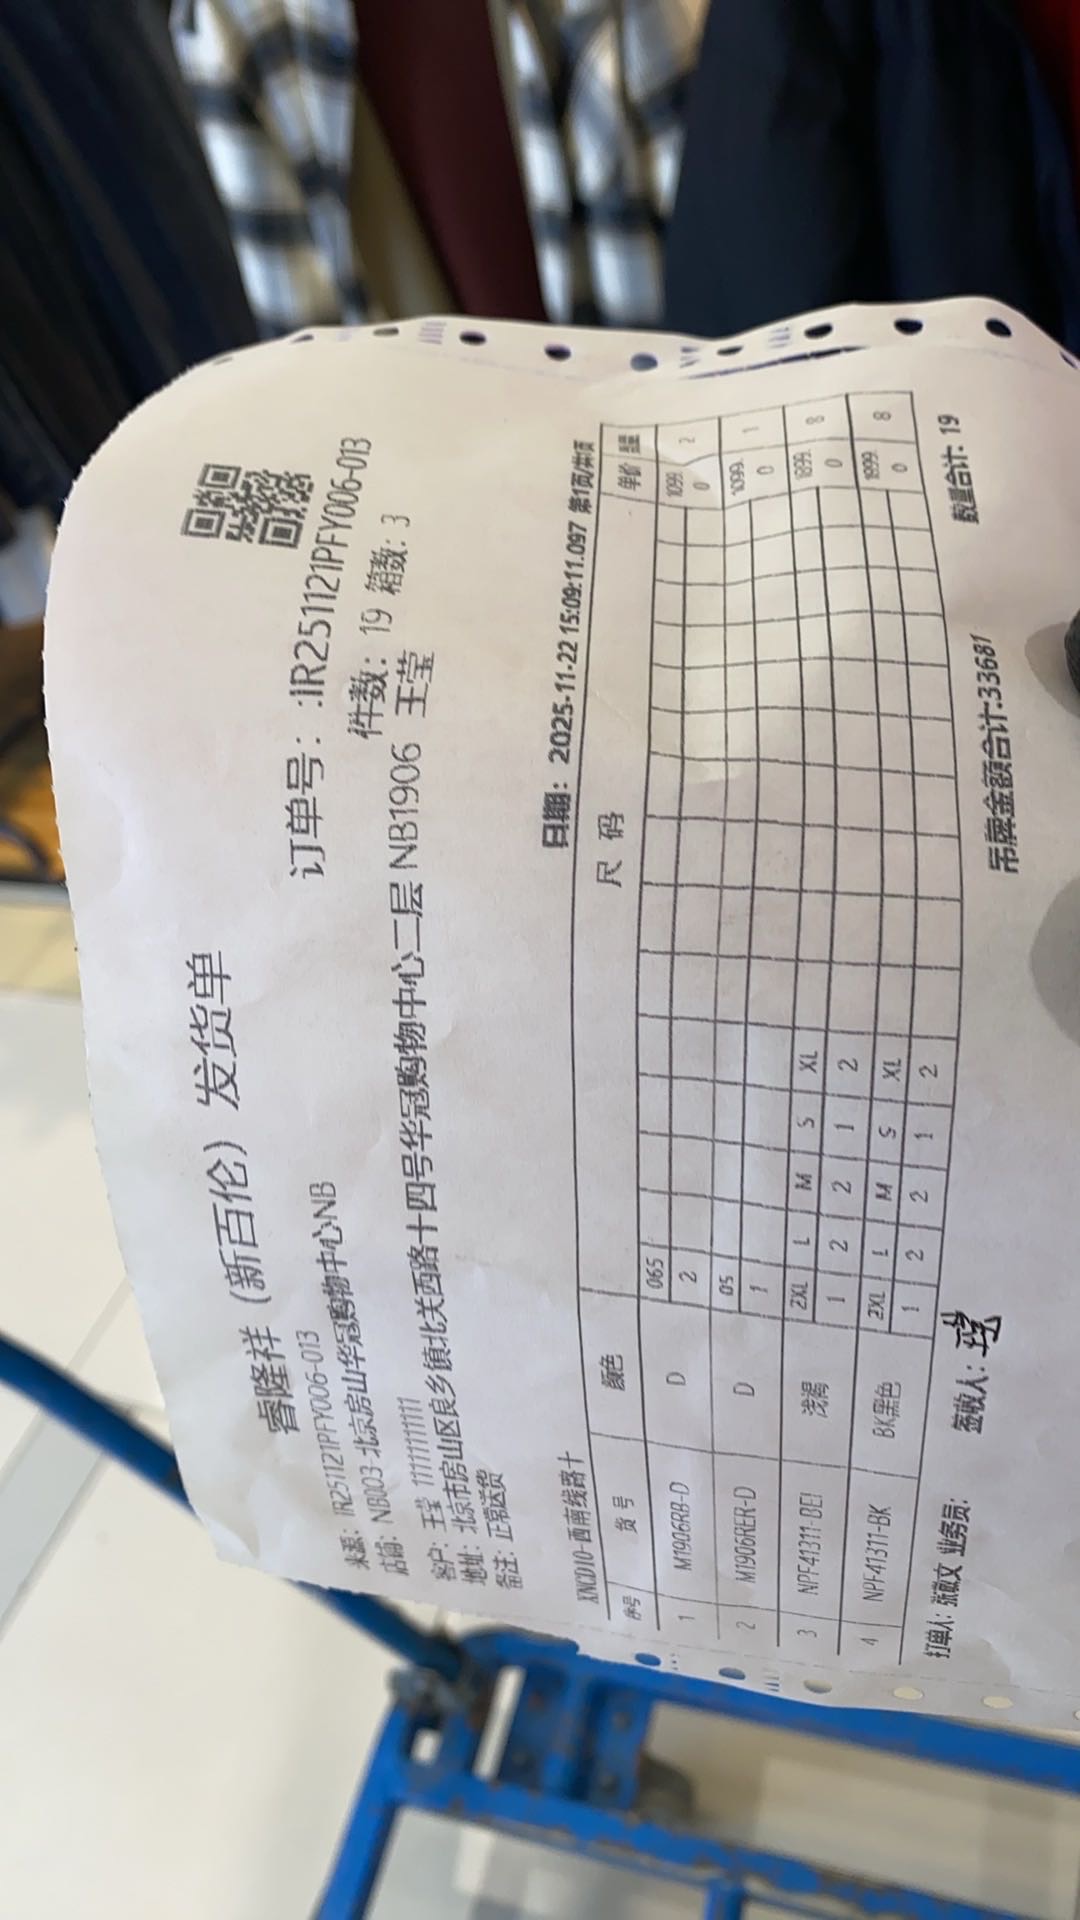 睿隆祥（新百伦）发货单
订单号：:IR251121PFY006-013
来源：IR251121PFY006-013
件数：19 箱数：3
店铺：NB003-北京房山华冠购物中心NB
客户：王莹 11111111111
地址：北京市房山区良乡镇北关西路十四号华冠购物中心二层 NB1906 王莹
备注：正常送货
XNCD10-西南线路十 日期：2025-11-22 15:09:11.097 第1页/共1页
序号 货号 颜色 尺码 单价 数量
1 M1906RB-D D 065 1099.0 2
2
2 M1906RER-D D 05 1099.0 1
1
3 NPF41311-BEI 浅褐 2XL L M S XL 1899.0 8
1 2 2 1 2
4 NPF41311-BK BK黑色 2XL L M S XL 1899.0 8
1 2 2 1 2
打单人：张敬文 业务员： 签收人： 吊牌金额合计:33681 数量合计：19